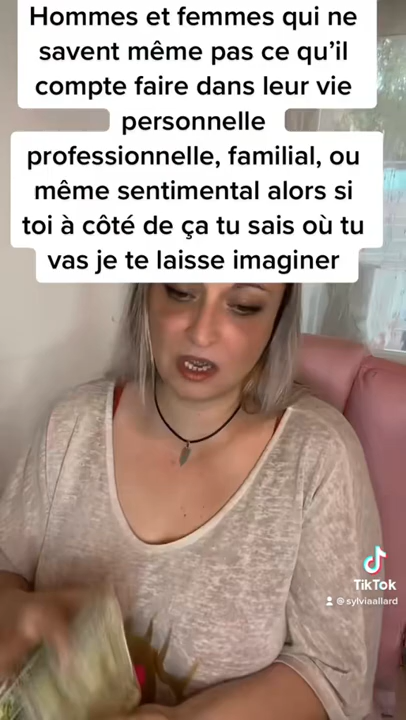 Hommes et femmes qui ne
savent même pas ce qu'il
compte faire dans leur vie
personnelle
professionnelle, familial, ou
même sentimental alors si
toi à côté de ça tu sais où tu
vas je te laisse imaginer
TikTok
@sylviaallard